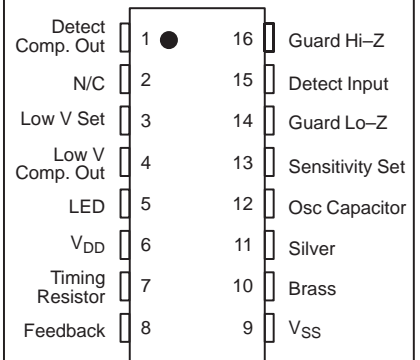 Detect
Comp. Out 1 16 Guard Hi–Z
N/C 2 15 Detect Input
Low V Set 3 14 Guard Lo–Z
Low V
Comp. Out 4 13 Sensitivity Set
LED 5 12 Osc Capacitor
VDD 6 11 Silver
Timing
Resistor 7 10 Brass
Feedback 8 9 VSS